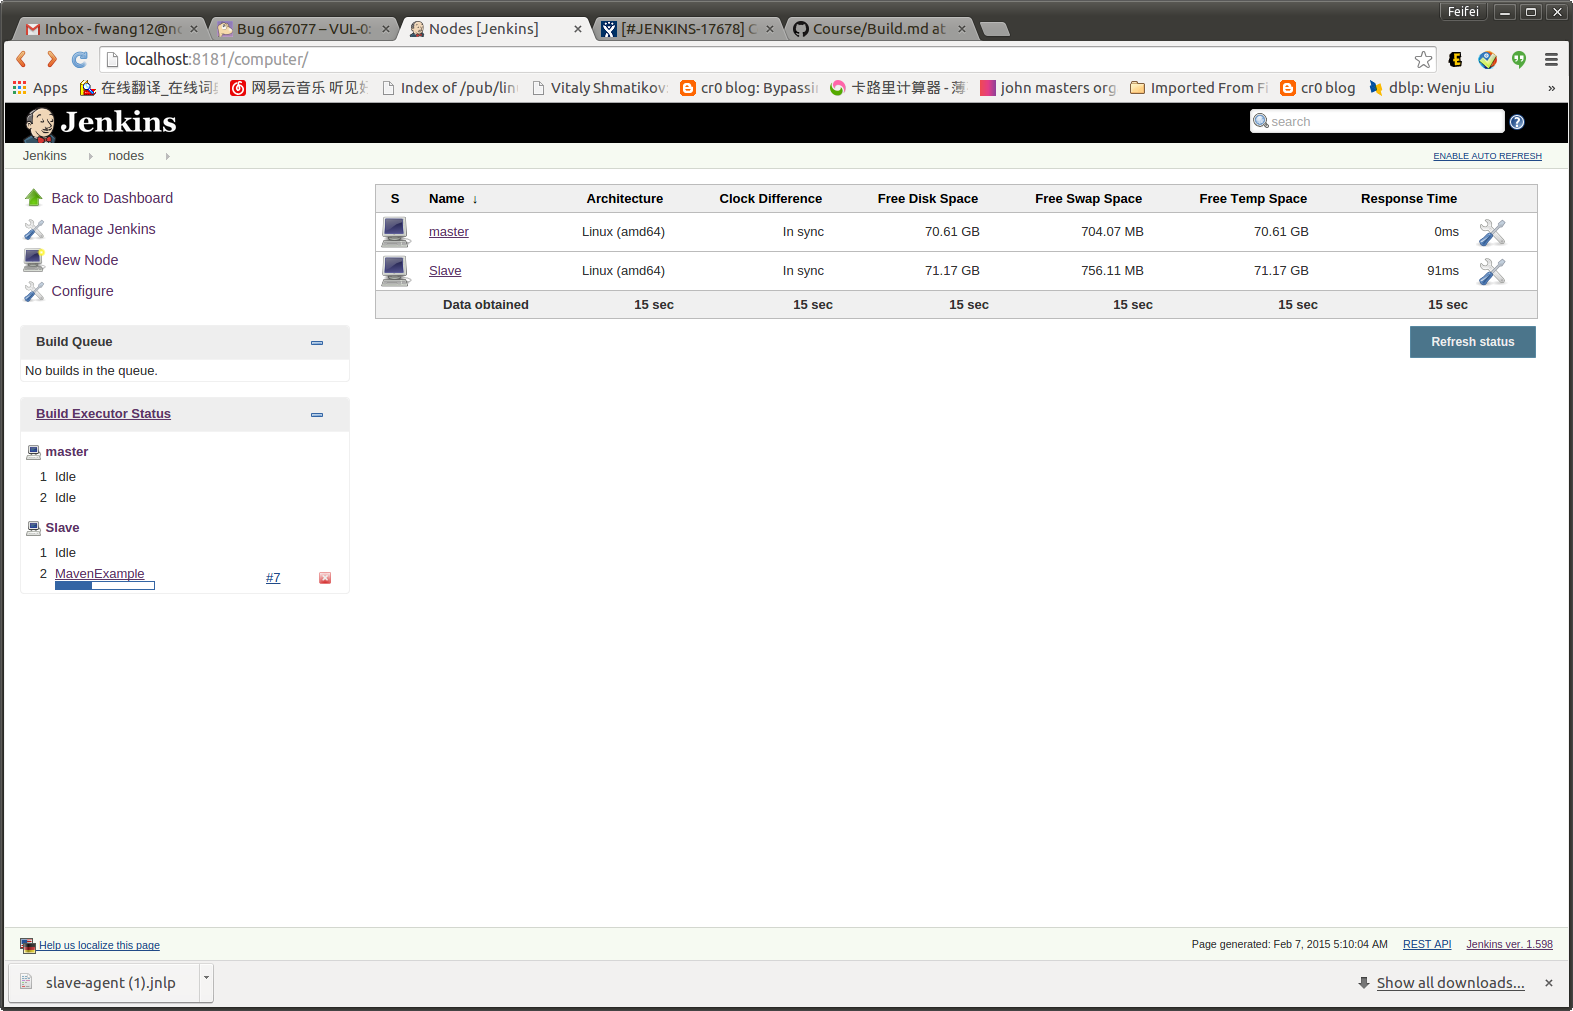 Feifei
Inbox - fwang12@nc
Bug 667077 – VUL-0:
Nodes [Jenkins]
[#JENKINS-17678] C
Course/Build.md at
localhost:8181/computer/
Apps
在线翻译_在线词
网易云音乐 听见
Index of /pub/lin
Vitaly Shmatikov
cr0 blog: Bypassi
卡路里计算器 - 薄
john masters org
Imported From Fi
cr0 blog
dblp: Wenju Liu
»
Jenkins
search
Jenkins
nodes
ENABLE AUTO REFRESH
Back to Dashboard
Manage Jenkins
New Node
Configure
S Name ↓ Architecture Clock Difference Free Disk Space Free Swap Space Free Temp Space Response Time
master Linux (amd64) In sync 70.61 GB 704.07 MB 70.61 GB 0ms
Slave Linux (amd64) In sync 71.17 GB 756.11 MB 71.17 GB 91ms
Data obtained 15 sec 15 sec 15 sec 15 sec 15 sec 15 sec
Refresh status
Build Queue
No builds in the queue.
Build Executor Status
master
1 Idle
2 Idle
Slave
1 Idle
2 MavenExample #7
Help us localize this page
Page generated: Feb 7, 2015 5:10:04 AM REST API Jenkins ver. 1.598
slave-agent (1).jnlp
Show all downloads...